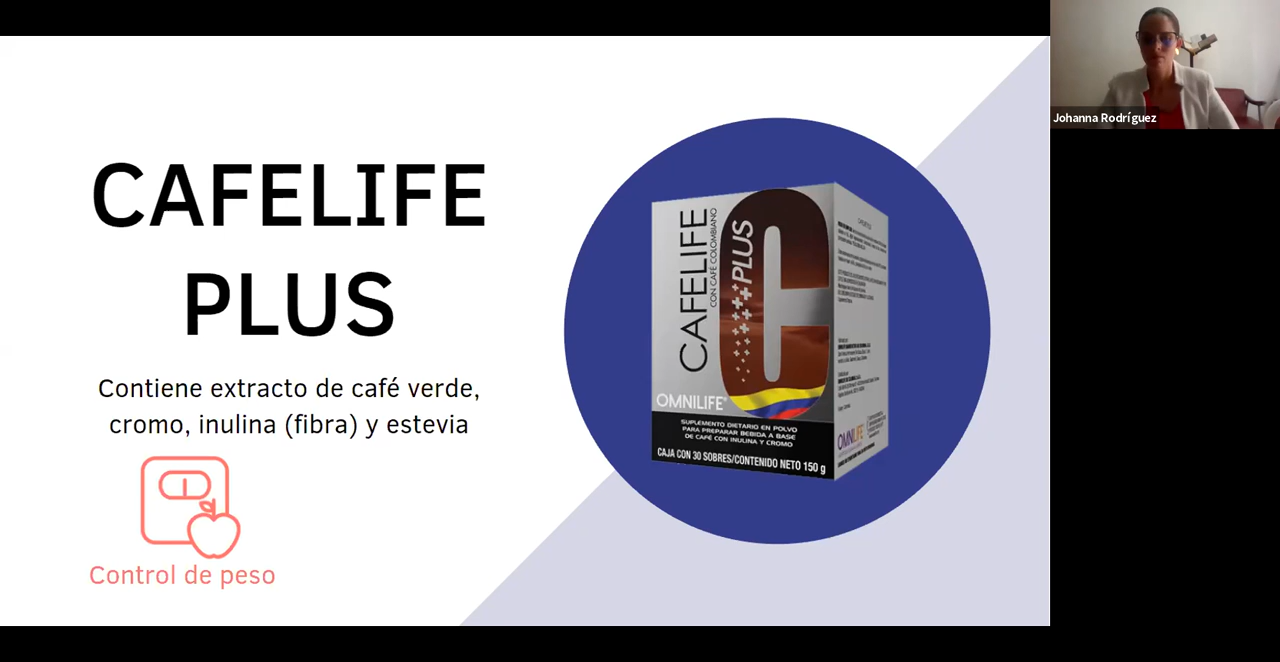 CAFELIFE
PLUS
Contiene extracto de café verde,
cromo, inulina (fibra) y estevia
Control de peso
CAFELIFE
CON CAFÉ COLOMBIANO
PLUS
OMNILIFE®
SUPLEMENTO DIETARIO EN POLVO
PARA PREPARAR BEBIDA A BASE
DE CAFÉ CON INULINA Y CROMO
CAJA CON 30 SOBRES/CONTENIDO NETO 150 g
OMNILIFE
Johanna Rodríguez